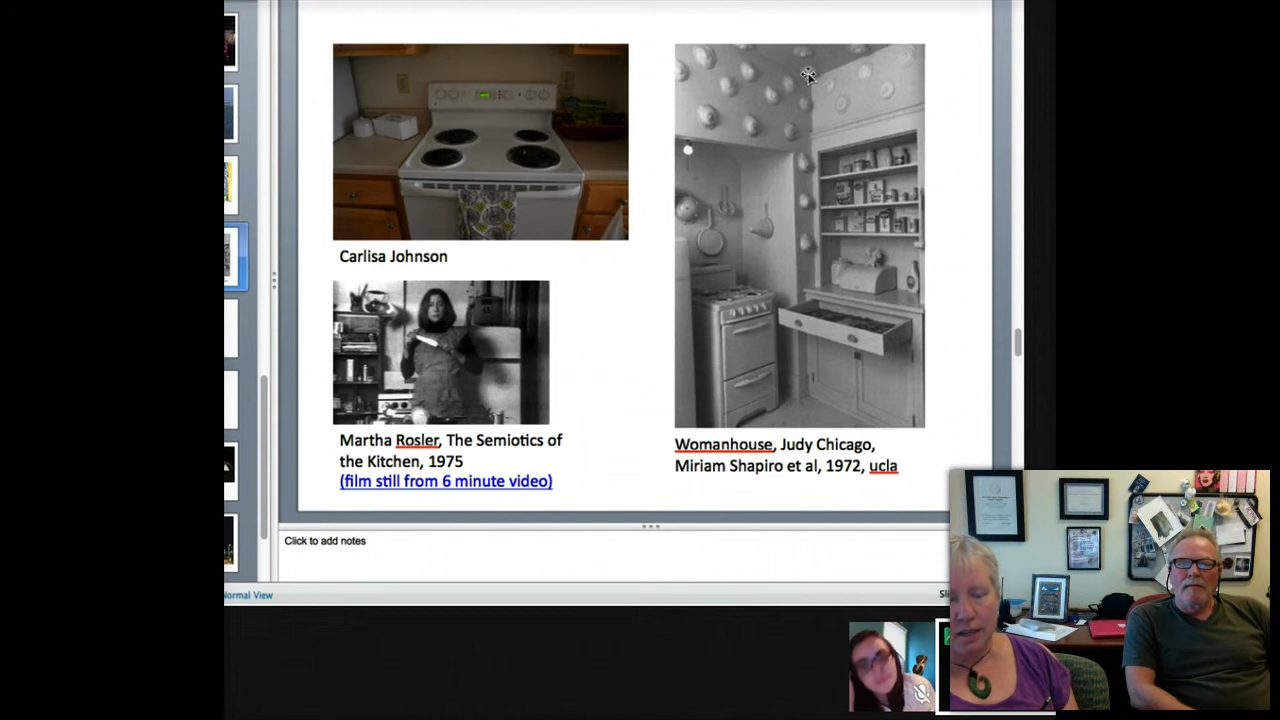 Carlisa Johnson
Martha Rosler, The Semiotics of
the Kitchen, 1975
(film still from 6 minute video)
Womanhouse, Judy Chicago,
Miriam Shapiro et al, 1972, ucla
Click to add notes
Normal View